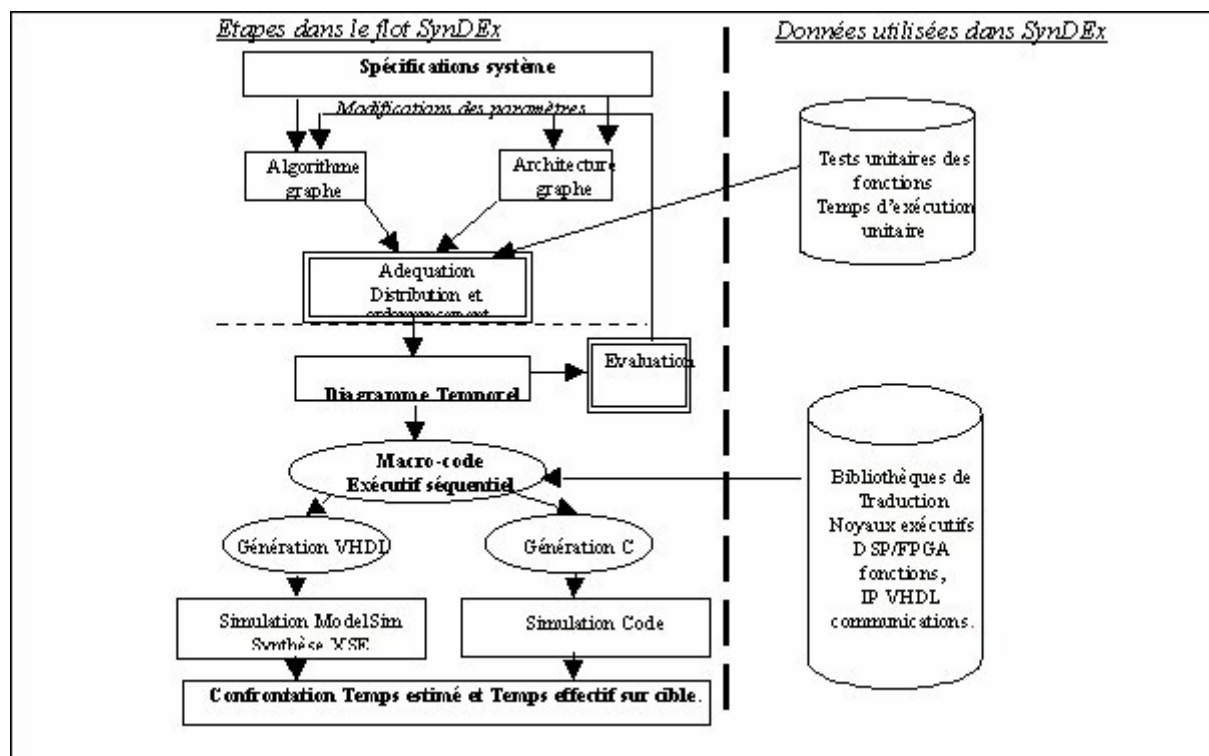 Etapes dans le flot SynDEx
Données utilisées dans SynDEx
Spécifications système
Modifications des paramètres
Algorithme
graphe
Architecture
graphe
Tests unitaires des
fonctions
Temps d'exécution
unitaire
Adequation
Distribution et
ordonnancement
Evaluation
Diagramme Temporel
Macro-code
Exécutif séquentiel
Bibliothèques de
Traduction
Noyaux exécutifs
DSP/FPGA
fonctions,
IP VHDL
communications.
Génération VHDL
Génération C
Simulation ModelSim
Synthèse XSE
Simulation Code
Confrontation Temps estimé et Temps effectif sur cible.